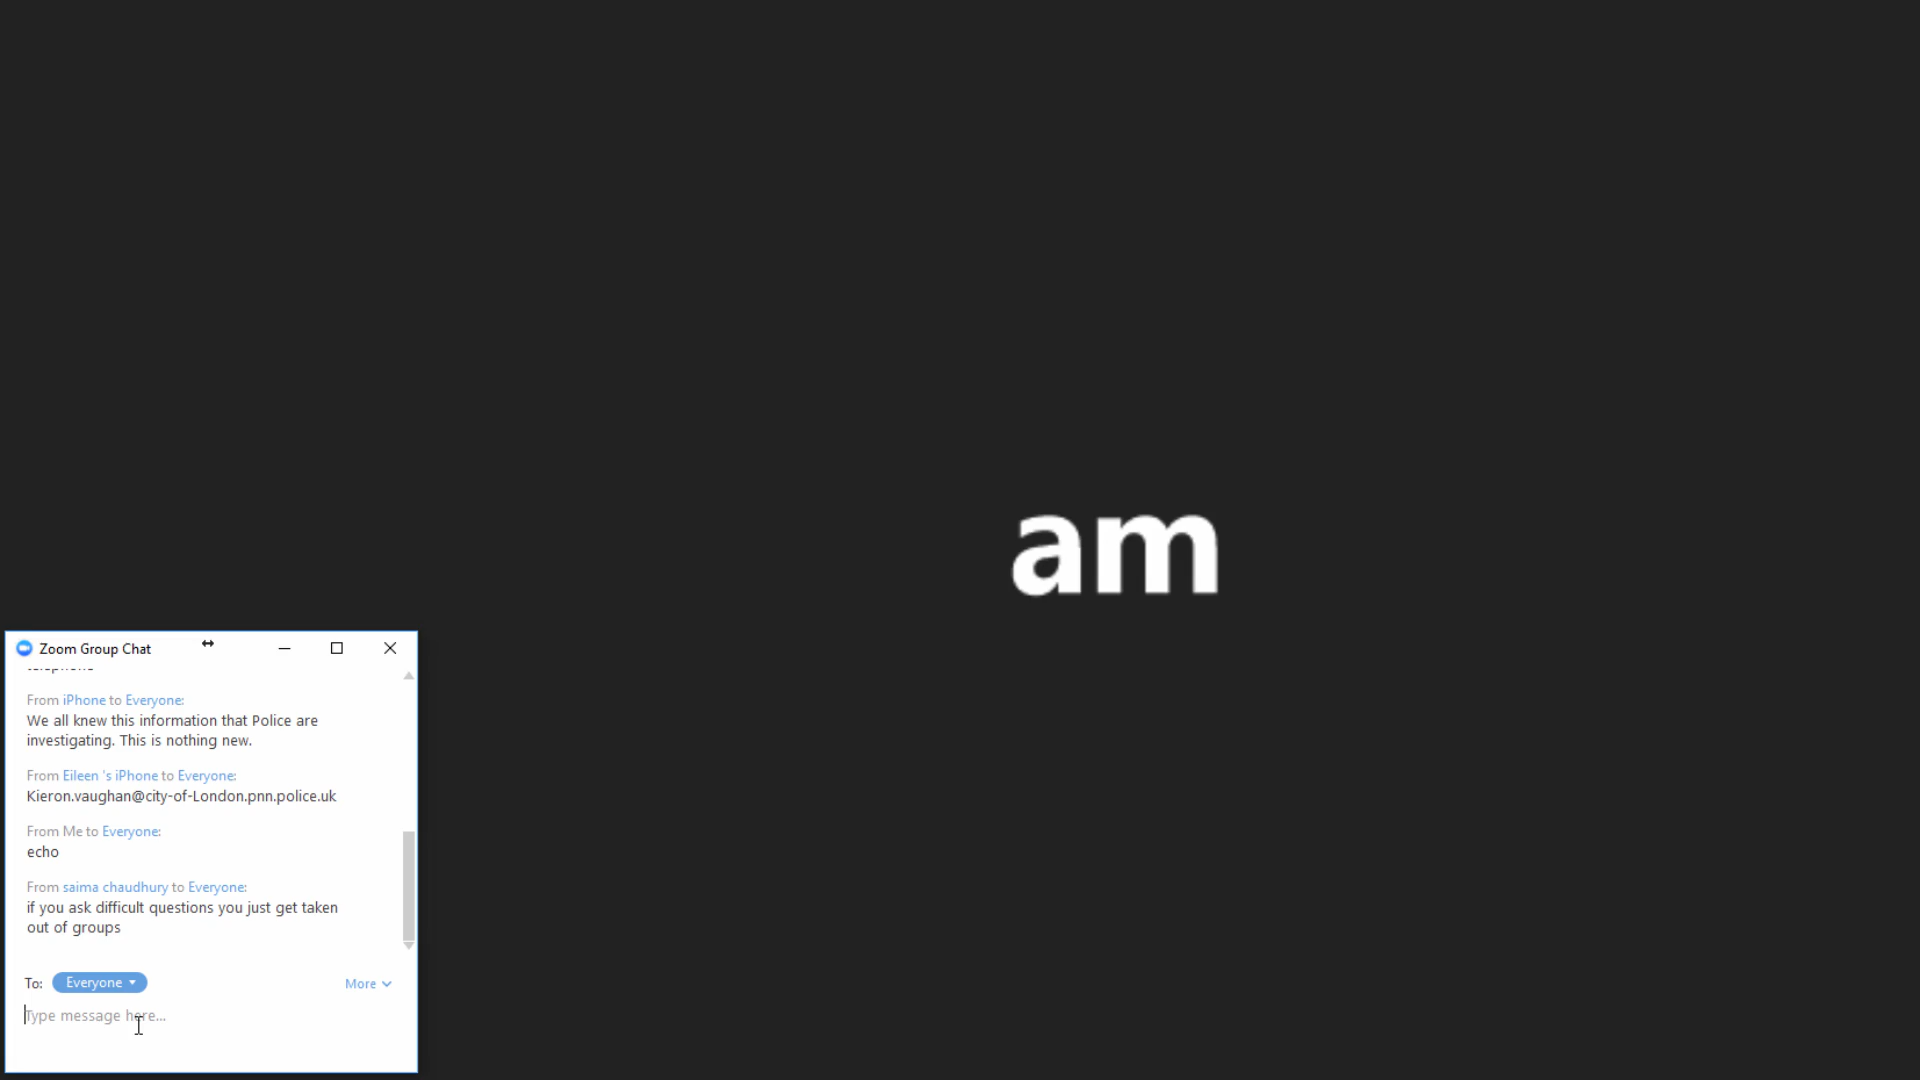 am
Zoom Group Chat
From iPhone to Everyone:
We all knew this information that Police are
investigating. This is nothing new.
From Eileen 's iPhone to Everyone:
Kieron.vaughan@city-of-London.pnn.police.uk
From Me to Everyone:
echo
From saima chaudhury to Everyone:
if you ask difficult questions you just get taken
out of groups
To: Everyone
More
Type message here...